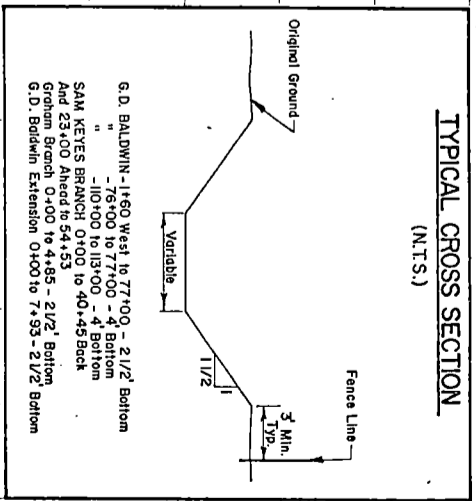 TYPICAL CROSS SECTION
(N.T.S.)
Original Ground
Fence Line
3' Min.
Typ.
Variable
1
1 1/2
G.D. BALDWIN - 1+60 West to 77+00 - 2 1/2' Bottom
" - 76+00 to 77+00 - 4' Bottom
" - 110+00 to 113+00 - 4' Bottom
SAM KEYES BRANCH 0+00 to 40+45 Back
And 23+00 Ahead to 54+53
Graham Branch 0+00 to 4+85 - 2 1/2' Bottom
G.D. Baldwin Extension 0+00 to 7+93 - 2 1/2' Bottom